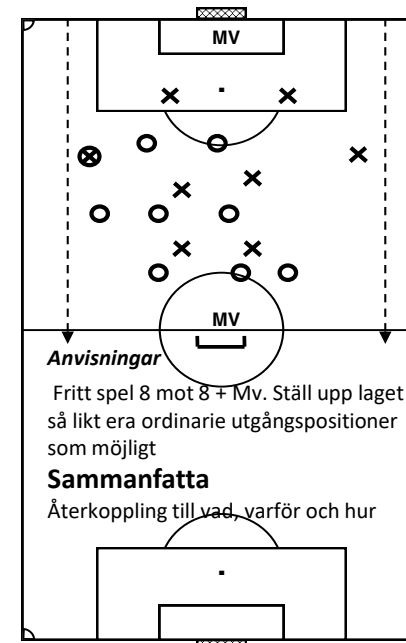 MV
MV
Anvisningar
Fritt spel 8 mot 8 + Mv. Ställ upp laget
så likt era ordinarie utgångspositioner
som möjligt
Sammanfatta
Återkoppling till vad, varför och hur